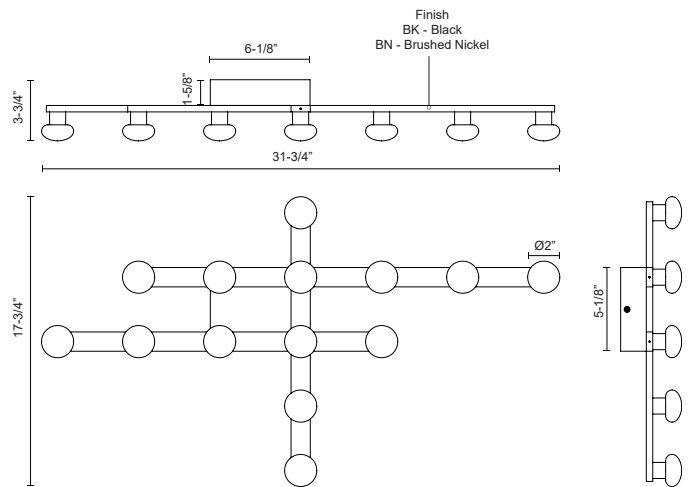 Finish
BK - Black
BN - Brushed Nickel
6-1/8”
1-5/8”
3-3/4”
31-3/4”
Ø2”
17-3/4”
5-1/8”